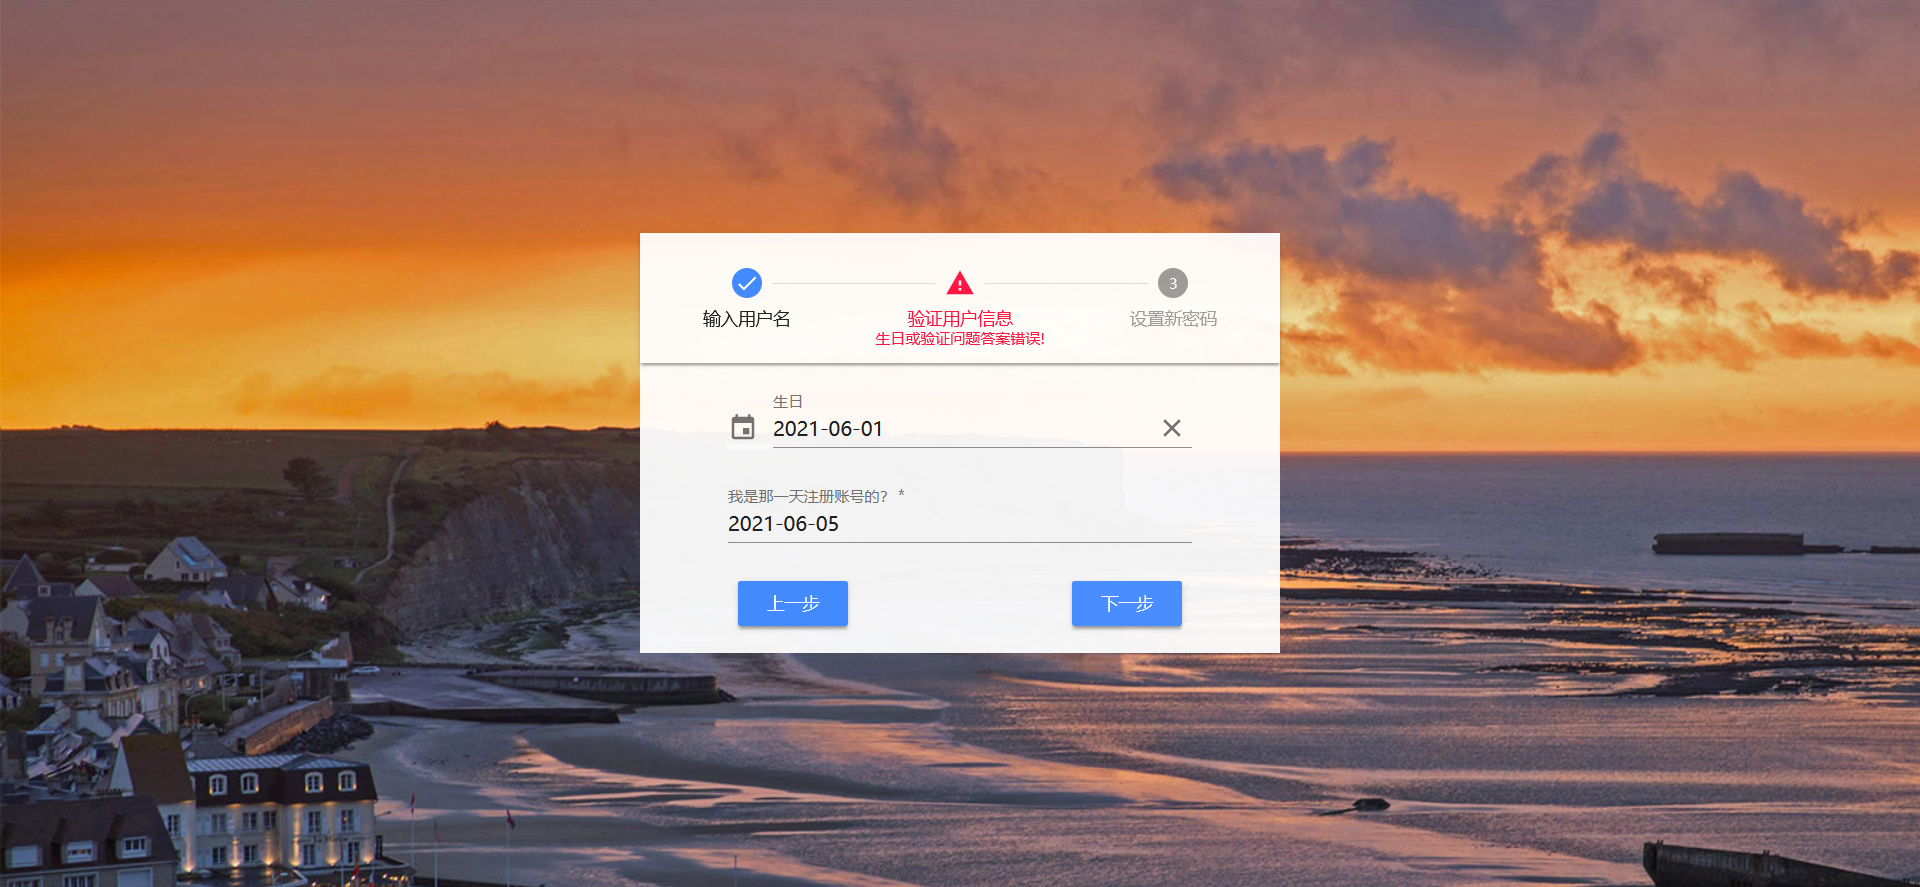 3
输入用户名
验证用户信息
设置新密码
生日或验证问题答案错误!
生日
2021-06-01
我是那一天注册账号的? *
2021-06-05
上一步
下一步